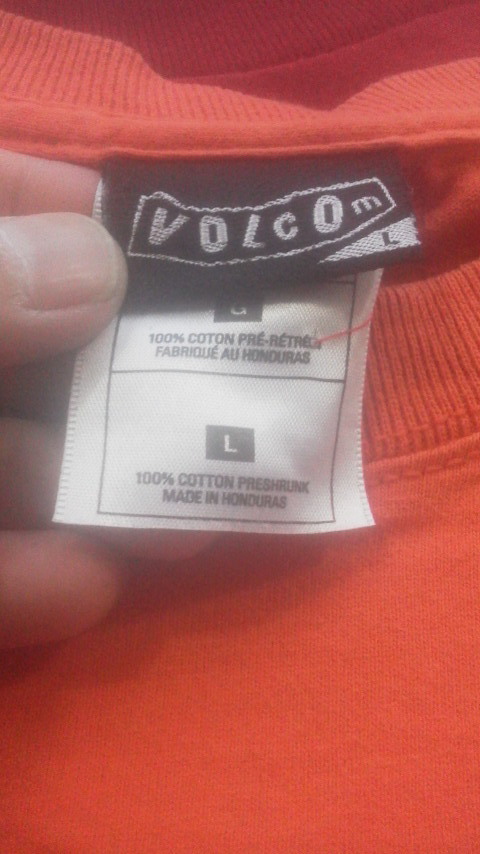 VOLCOm
L
G
100% COTON PRÉ-RÉTRÉCI
FABRIQUÉ AU HONDURAS
L
100% COTTON PRESHRUNK
MADE IN HONDURAS